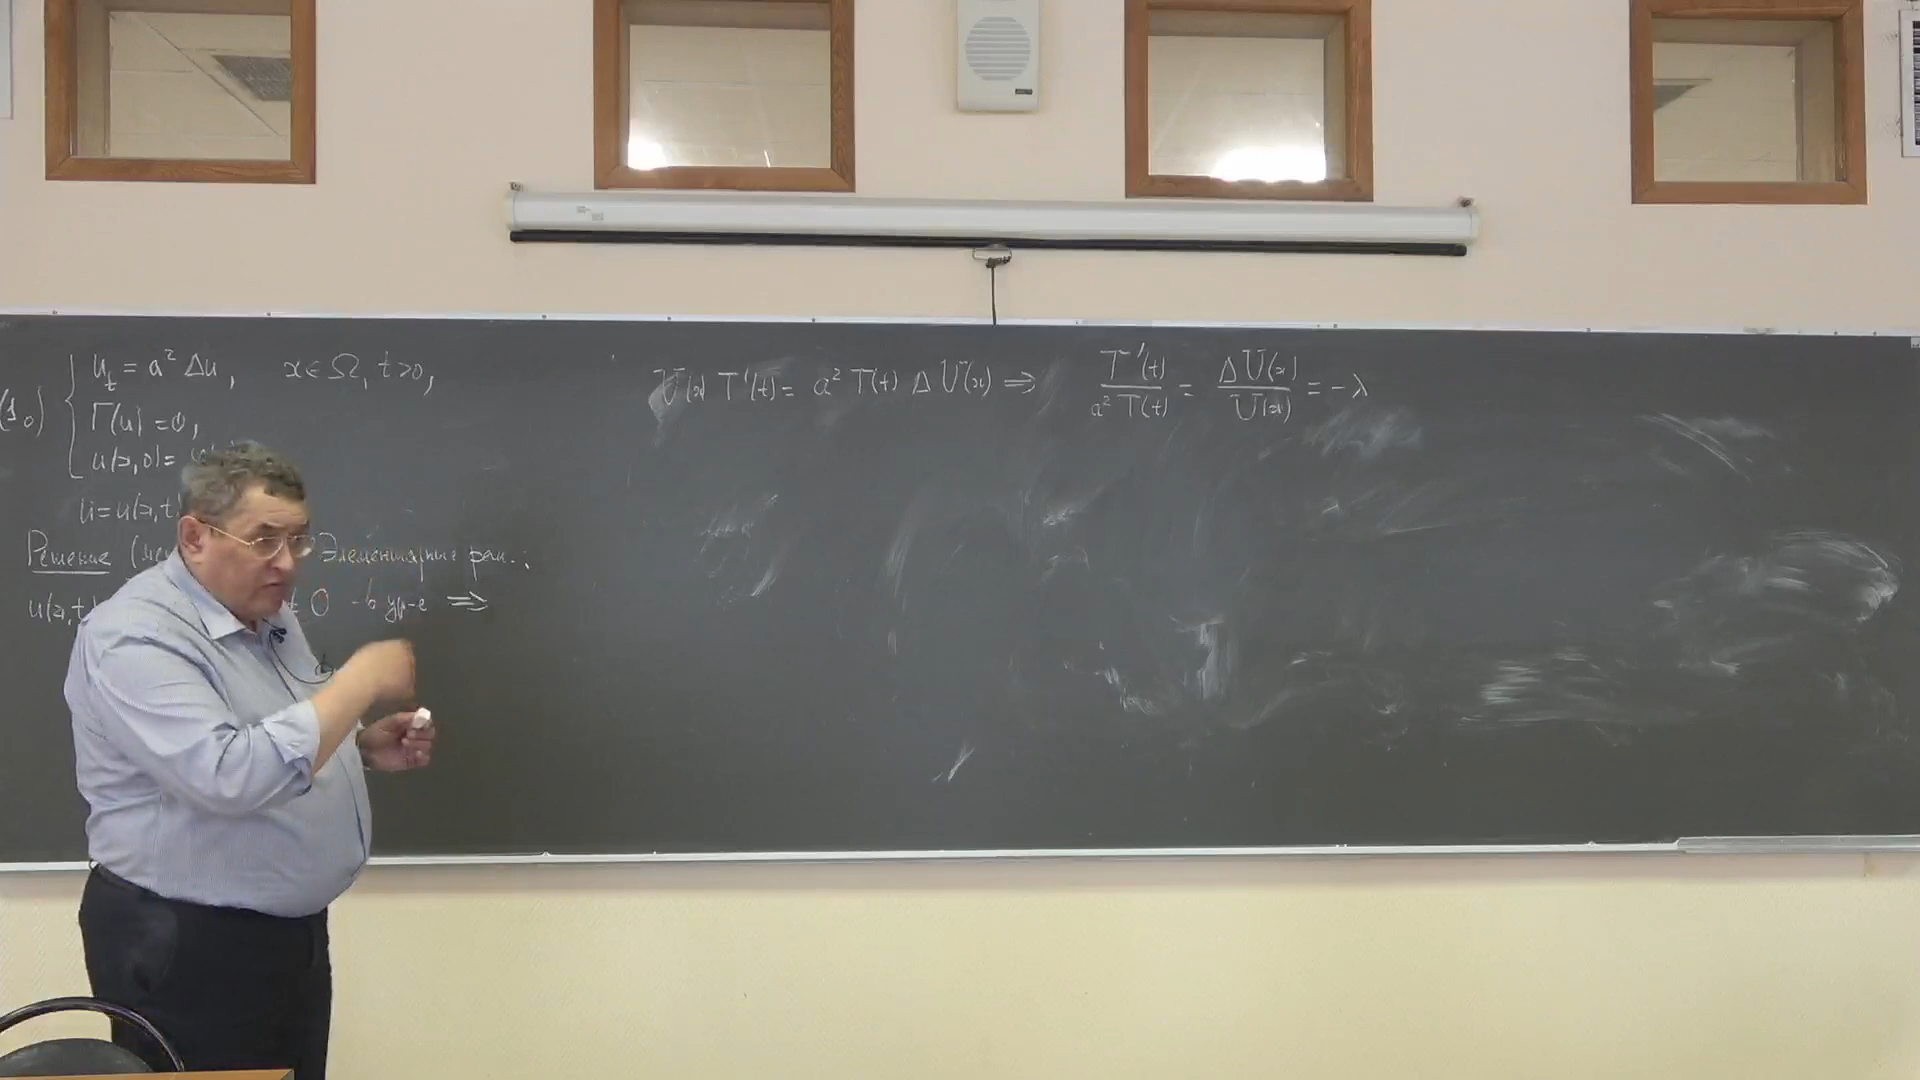 (1₀) { u_t = a² Δu, x ∈ Ω, t > 0,
Γ(u) = 0,
u(x,0) =
u = u(x,t)
Решение Элементарные реш.:
u(x,t) ≠ 0 → в ур-е ⇒
U(x) T'(t) = a² T(t) Δ U(x) ⇒ T'(t) / a² T(t) = Δ U(x) / U(x) = -λ